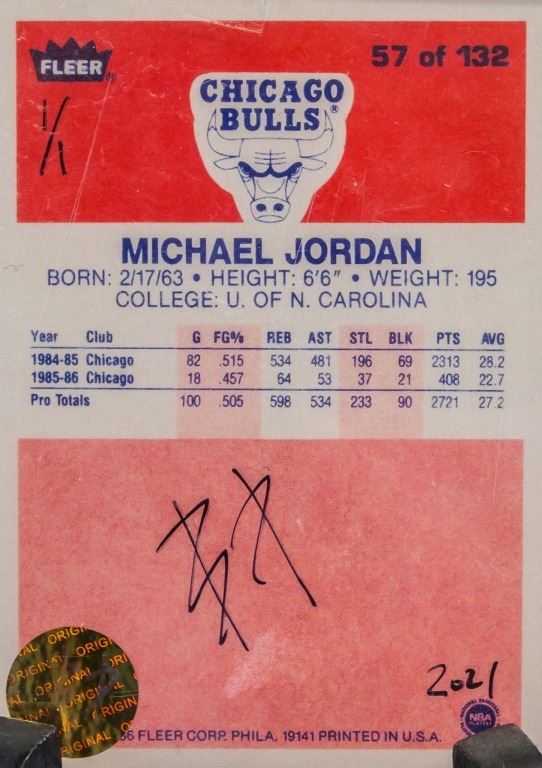 FLEER®
57 of 132
1/1
CHICAGO
BULLS®
MICHAEL JORDAN
BORN: 2/17/63 • HEIGHT: 6'6" • WEIGHT: 195
COLLEGE: U. OF N. CAROLINA
Year Club G FG% REB AST STL BLK PTS AVG
1984-85 Chicago 82 .515 534 481 196 69 2313 28.2
1985-86 Chicago 18 .457 64 53 37 21 408 22.7
Pro Totals 100 .505 598 534 233 90 2721 27.2
ORIGINAL ORIGINAL
2021
NBA
PLAYERS
86 FLEER CORP. PHILA. 19141 PRINTED IN U.S.A.